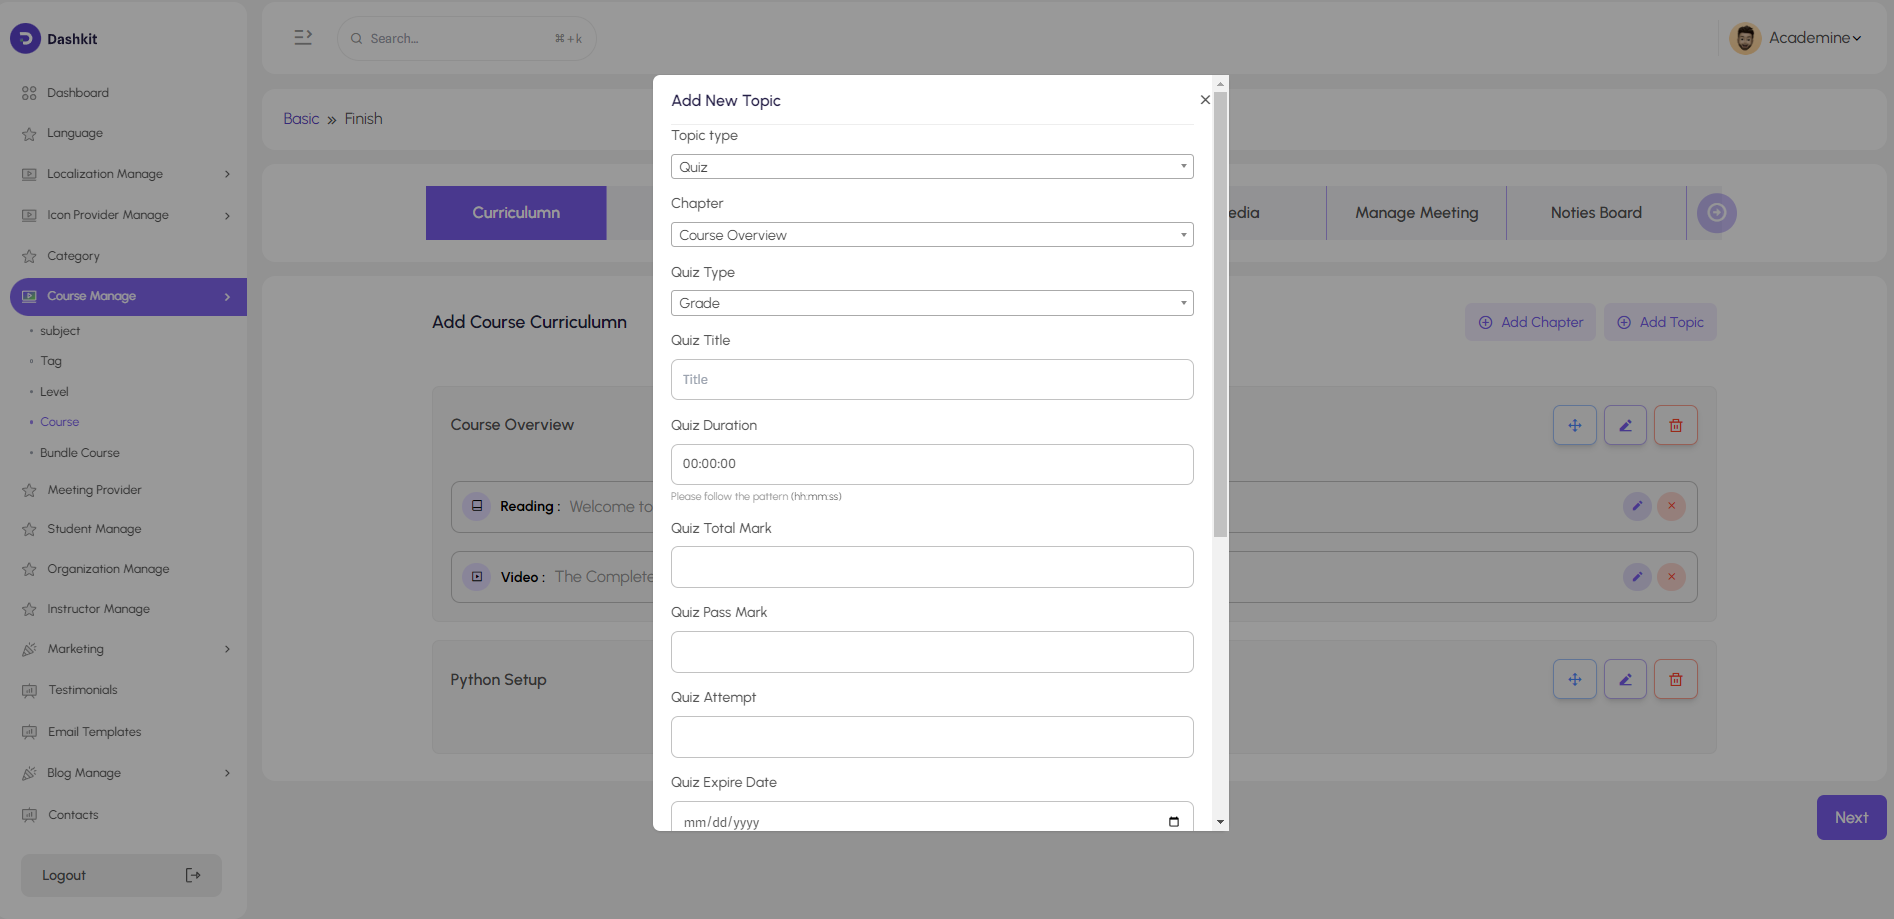 Dashkit
Search...
⌘+k
Academine
Dashboard
Language
Localization Manage
Icon Provider Manage
Category
Course Manage
subject
Tag
Level
Course
Bundle Course
Meeting Provider
Student Manage
Organization Manage
Instructor Manage
Marketing
Testimonials
Email Templates
Blog Manage
Contacts
Logout
Basic » Finish
Curriculumn
edia
Manage Meeting
Noties Board
Add Course Curriculumn
Add Chapter
Add Topic
Course Overview
Reading : Welcome to
Video : The Complete
Python Setup
Next
Add New Topic
Topic type
Quiz
Chapter
Course Overview
Quiz Type
Grade
Quiz Title
Title
Quiz Duration
00:00:00
Please follow the pattern (hh:mm:ss)
Quiz Total Mark
Quiz Pass Mark
Quiz Attempt
Quiz Expire Date
mm/dd/yyyy